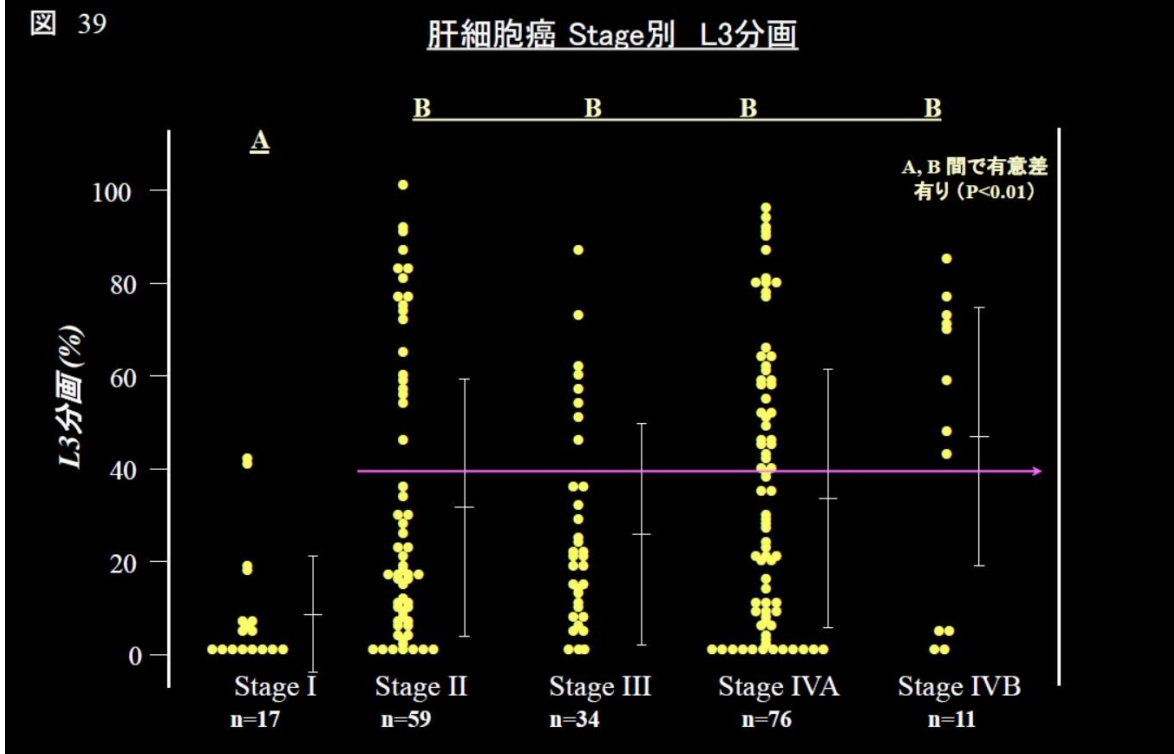 図 39
肝細胞癌 Stage別 L3分画
B B B B
A
A, B 間で有意差
有り（P<0.01）
100
80
60
40
20
0
L3分画 (%)
Stage I Stage II Stage III Stage IVA Stage IVB
n=17 n=59 n=34 n=76 n=11